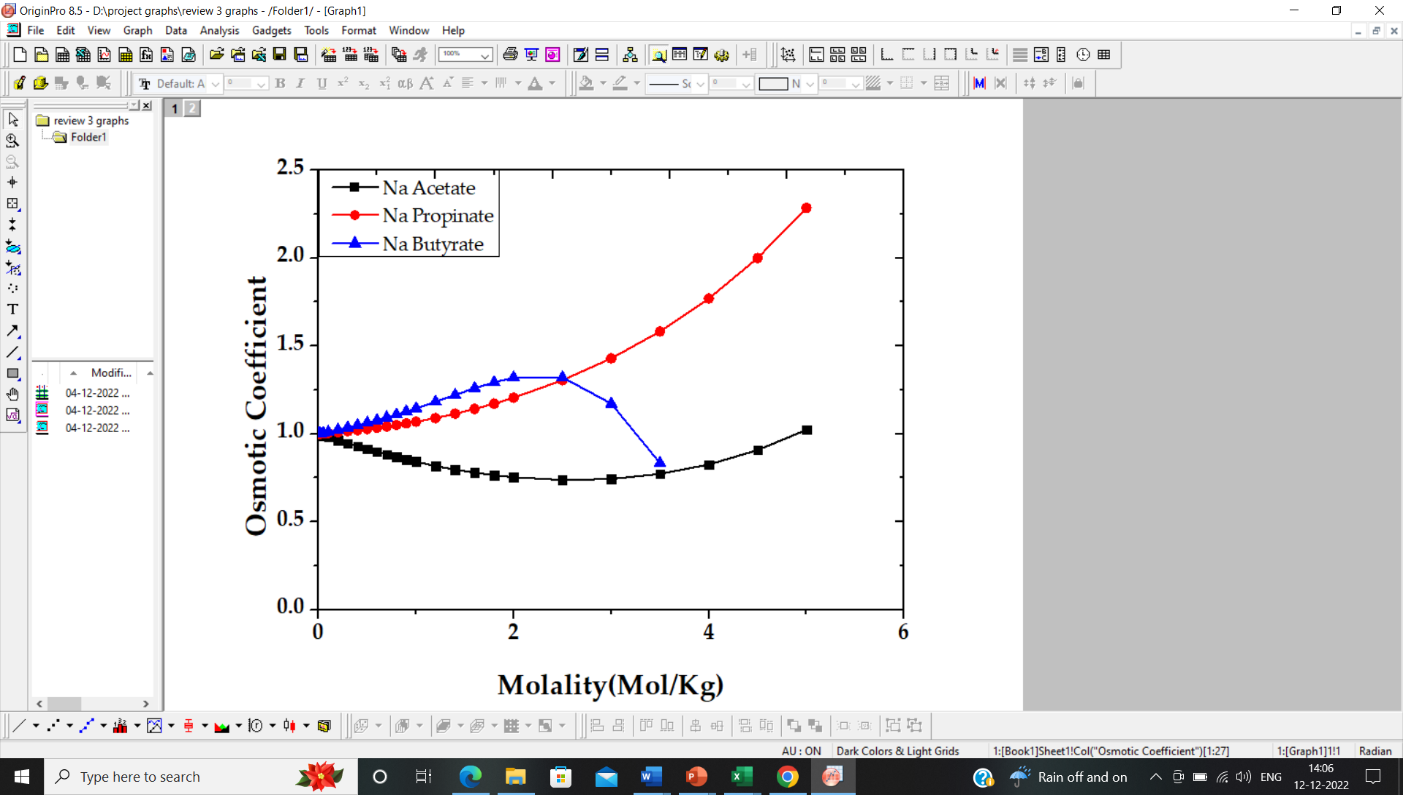 OriginPro 8.5 - D:\project graphs\review 3 graphs - /Folder1/ - [Graph1]
File Edit View Graph Data Analysis Gadgets Tools Format Window Help
100%
Default: A 0 B I U αβ A A A 0 N 0
review 3 graphs
Folder1
1 2
Modifi...
04-12-2022 ...
04-12-2022 ...
04-12-2022 ...
Na Acetate
Na Propinate
Na Butyrate
2.5
2.0
1.5
1.0
0.5
0.0
Osmotic Coefficient
0 2 4 6
Molality(Mol/Kg)
AU : ON Dark Colors & Light Grids 1:[Book1]Sheet1!Col("Osmotic Coefficient")[1:27] 1:[Graph1]1!1 Radian
Type here to search
Rain off and on ENG
14:06
12-12-2022